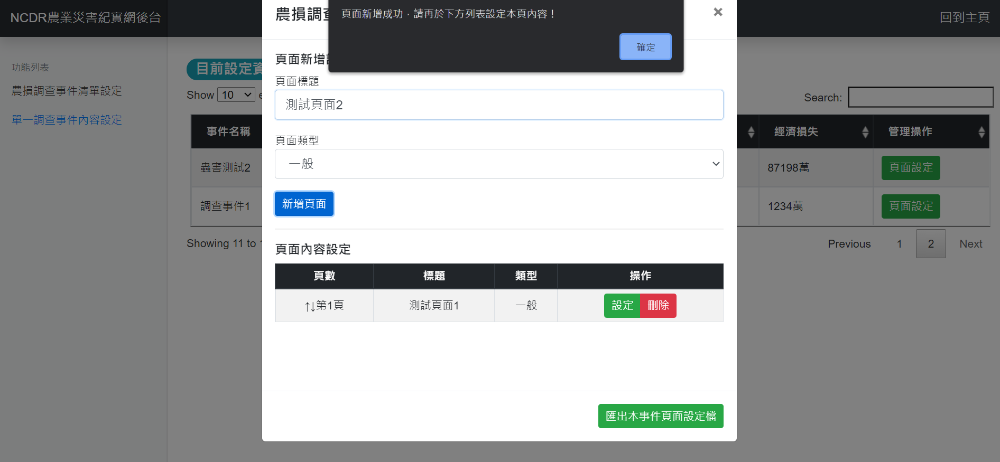 NCDR農業災害紀實網後台
回到主頁
功能列表
農損調查事件清單設定
單一調查事件內容設定
目前設定資
Show 10
Search:
事件名稱
經濟損失
管理操作
蟲害測試2
87198萬
頁面設定
調查事件1
1234萬
頁面設定
Showing 11 to
Previous 1 2 Next
農損調查
頁面新增成功，請再於下方列表設定本頁內容！
確定
×
頁面新增
頁面標題
測試頁面2
頁面類型
一般
新增頁面
頁面內容設定
頁數 標題 類型 操作
↑↓第1頁 測試頁面1 一般 設定 刪除
匯出本事件頁面設定檔